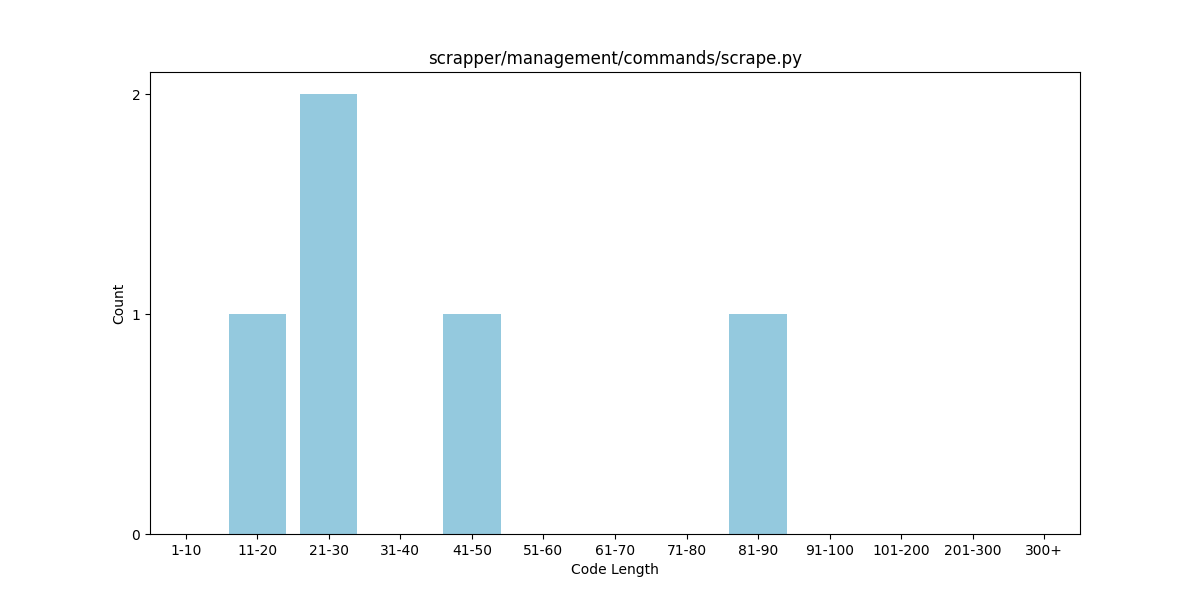 scrapper/management/commands/scrape.py
2
1
0
Count
1-10 11-20 21-30 31-40 41-50 51-60 61-70 71-80 81-90 91-100 101-200 201-300 300+
Code Length